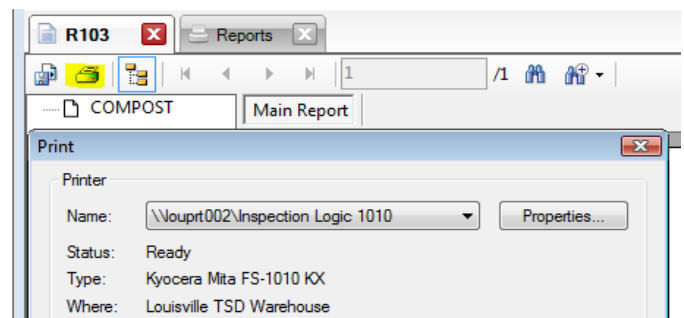 R103 Reports
1 /1
COMPOST Main Report
Print
Printer
Name: \\louprt002\Inspection Logic 1010 Properties...
Status: Ready
Type: Kyocera Mita FS-1010 KX
Where: Louisville TSD Warehouse